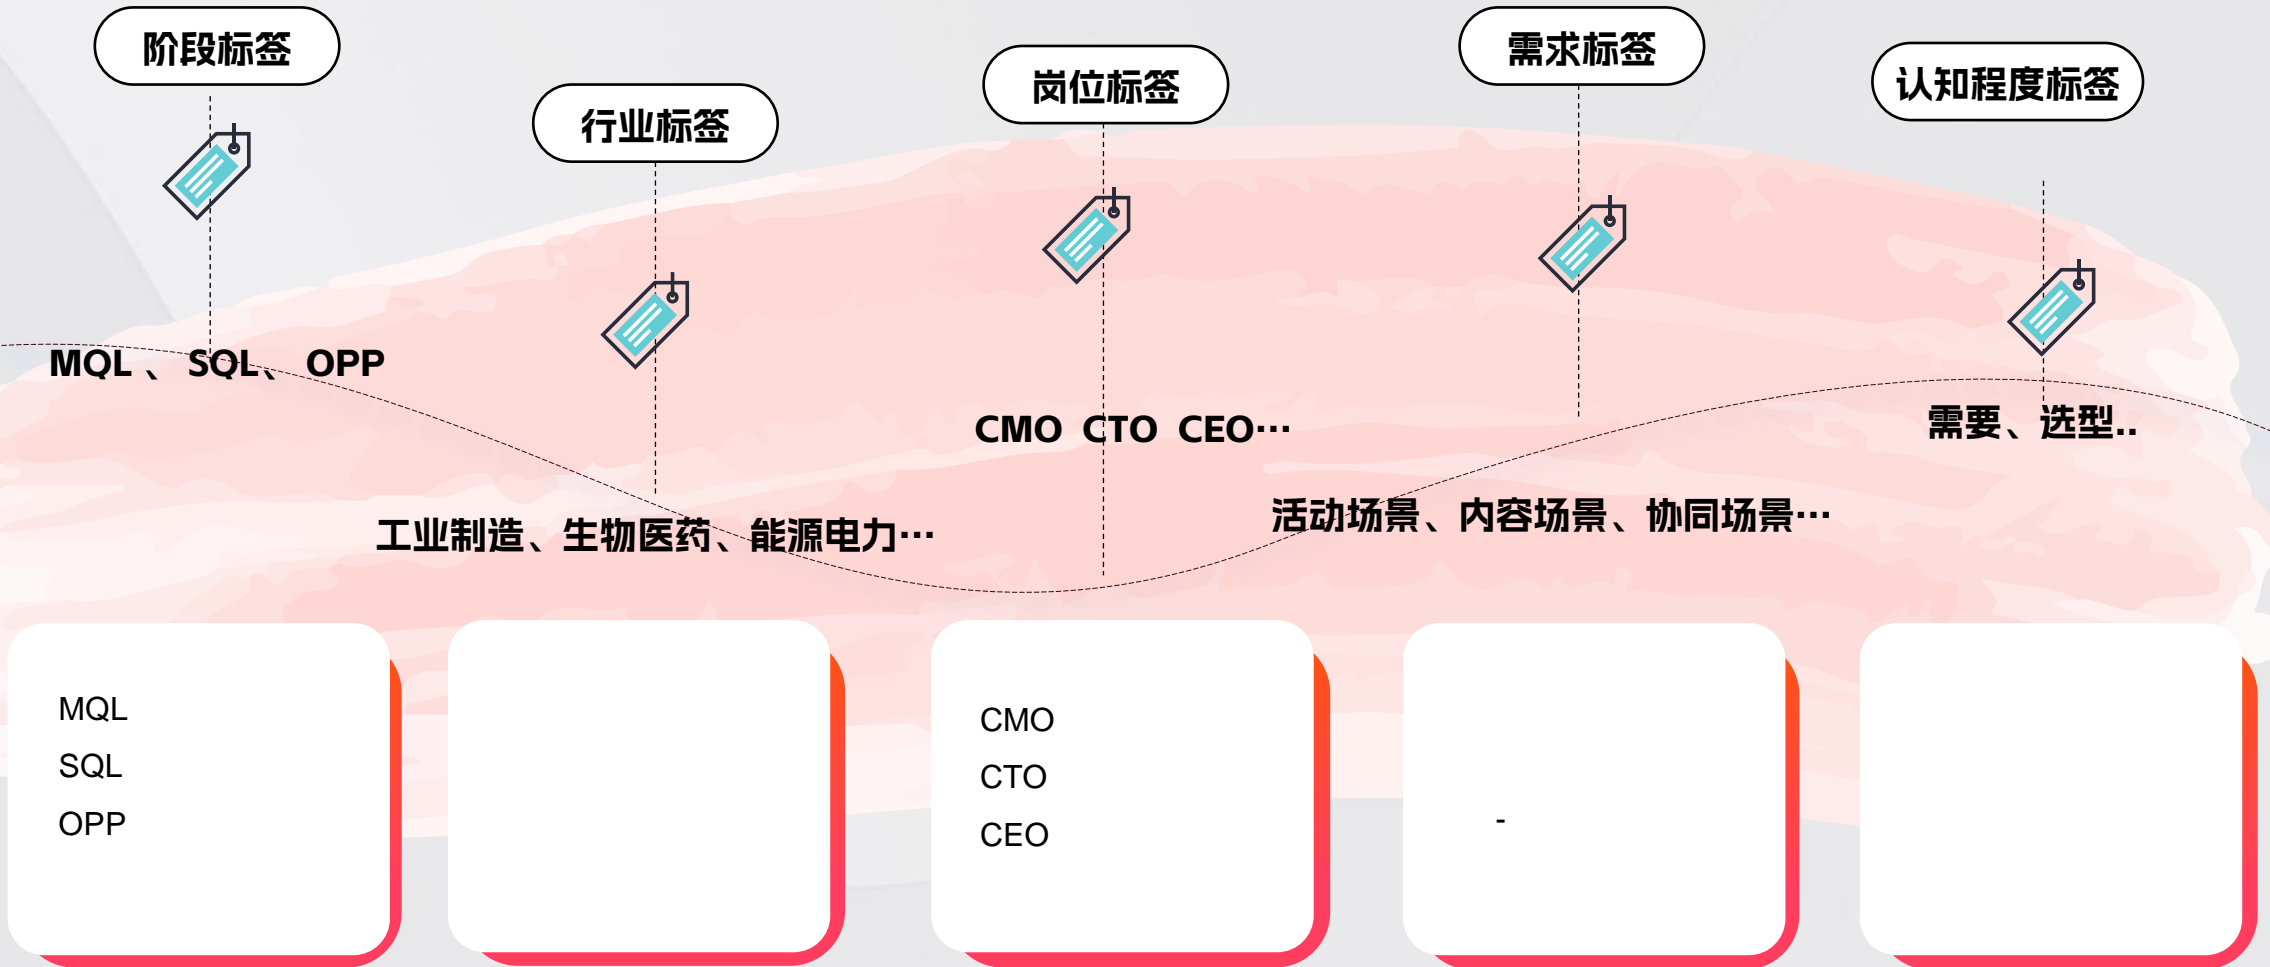 阶段标签
行业标签
岗位标签
需求标签
认知程度标签
MQL 、 SQL、 OPP
工业制造、生物医药、能源电力…
CMO CTO CEO…
活动场景、内容场景、协同场景…
需要、选型..
MQL
SQL
OPP
CMO
CTO
CEO
-